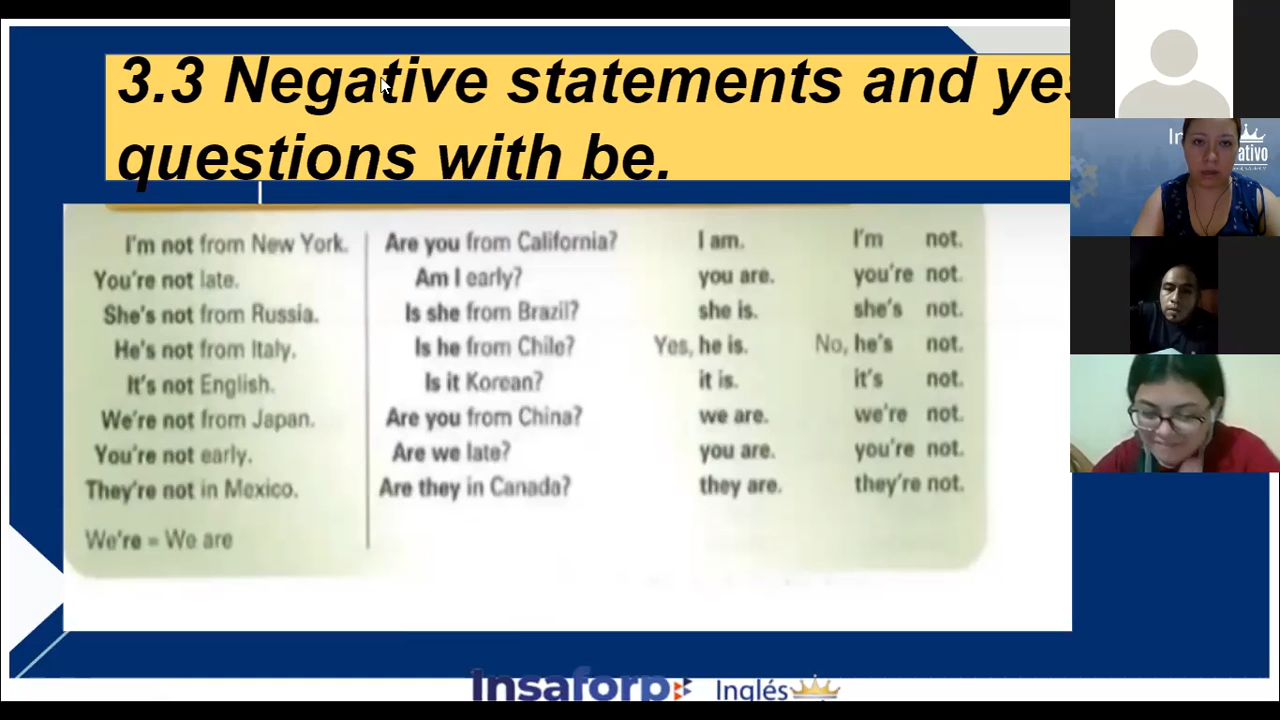 3.3 Negative statements and yes
questions with be.
I'm not from New York. Are you from California? I am. I'm not.
You're not late. Am I early? you are. you're not.
She's not from Russia. Is she from Brazil? she is. she's not.
He's not from Italy. Is he from Chile? Yes, he is. No, he's not.
It's not English. Is it Korean? it is. it's not.
We're not from Japan. Are you from China? we are. we're not.
You're not early. Are we late? you are. you're not.
They're not in Mexico. Are they in Canada? they are. they're not.
We're = We are
Insaforp Inglés